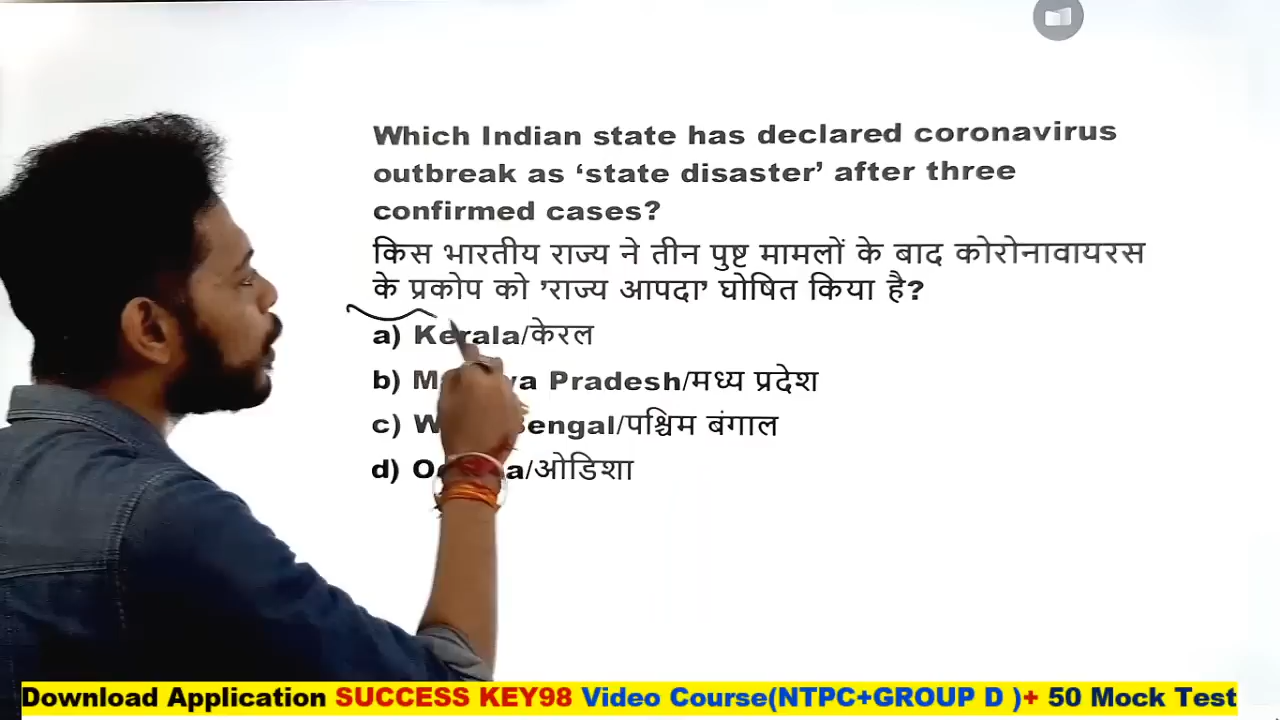 Which Indian state has declared coronavirus
outbreak as ‘state disaster’ after three
confirmed cases?
किस भारतीय राज्य ने तीन पुष्ट मामलों के बाद कोरोनावायरस
के प्रकोप को ’राज्य आपदा’ घोषित किया है?
a) Kerala/केरल
b) Pradesh/मध्य प्रदेश
c) Bengal/पश्चिम बंगाल
d) /ओडिशा
Download Application SUCCESS KEY98 Video Course(NTPC+GROUP D )+ 50 Mock Test